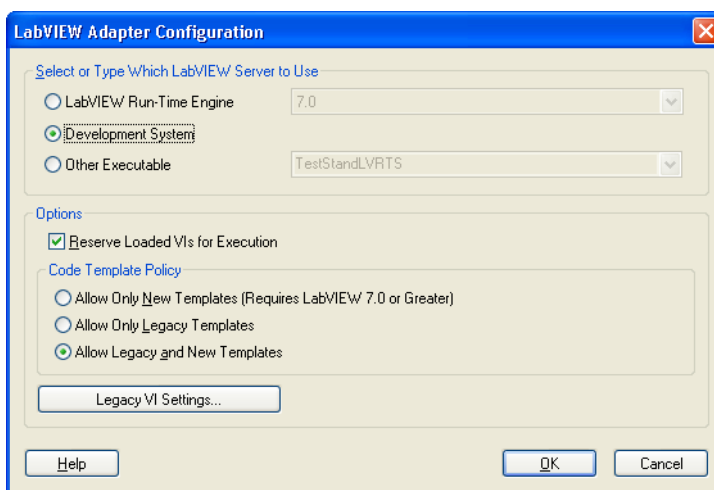 LabVIEW Adapter Configuration
Select or Type Which LabVIEW Server to Use
LabVIEW Run-Time Engine
7.0
Development System
Other Executable
TestStandLVRTS
Options
Reserve Loaded VIs for Execution
Code Template Policy
Allow Only New Templates (Requires LabVIEW 7.0 or Greater)
Allow Only Legacy Templates
Allow Legacy and New Templates
Legacy VI Settings...
Help
OK
Cancel